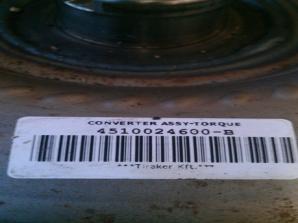 CONVERTER ASSY-TORQUE
4510024600-B
***Tiraker Kft.***